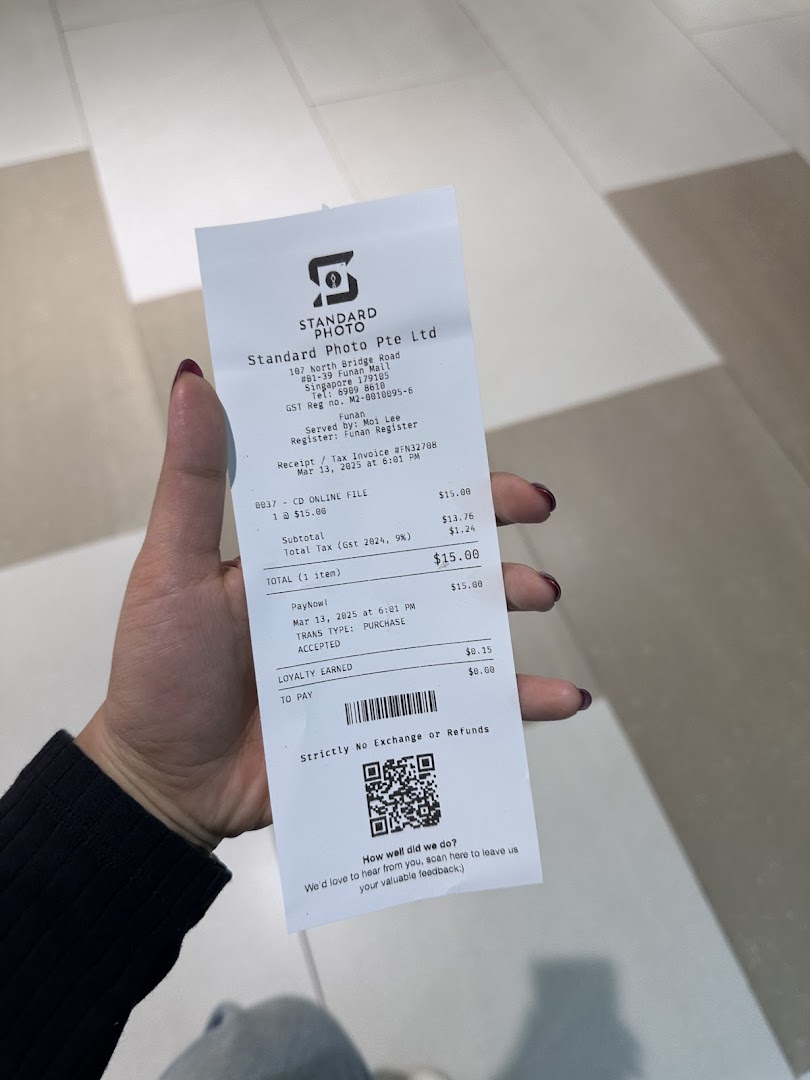 STANDARD
PHOTO
Standard Photo Pte Ltd
107 North Bridge Road
#B1-39 Funan Mall
Singapore 179105
Tel: 6909 8610
GST Reg no. M2-0010095-6
Funan
Served by: Moi Lee
Register: Funan Register
Receipt / Tax Invoice #FN32708
Mar 13, 2025 at 6:01 PM
0037 - CD ONLINE FILE $15.00
1 @ $15.00
Subtotal $13.76
Total Tax (Gst 2024, 9%) $1.24
TOTAL (1 item) $15.00
PayNow! $15.00
Mar 13, 2025 at 6:01 PM
TRANS TYPE: PURCHASE
ACCEPTED
LOYALTY EARNED $0.15
TO PAY $0.00
Strictly No Exchange or Refunds
How well did we do?
We'd love to hear from you, scan here to leave us
your valuable feedback:)